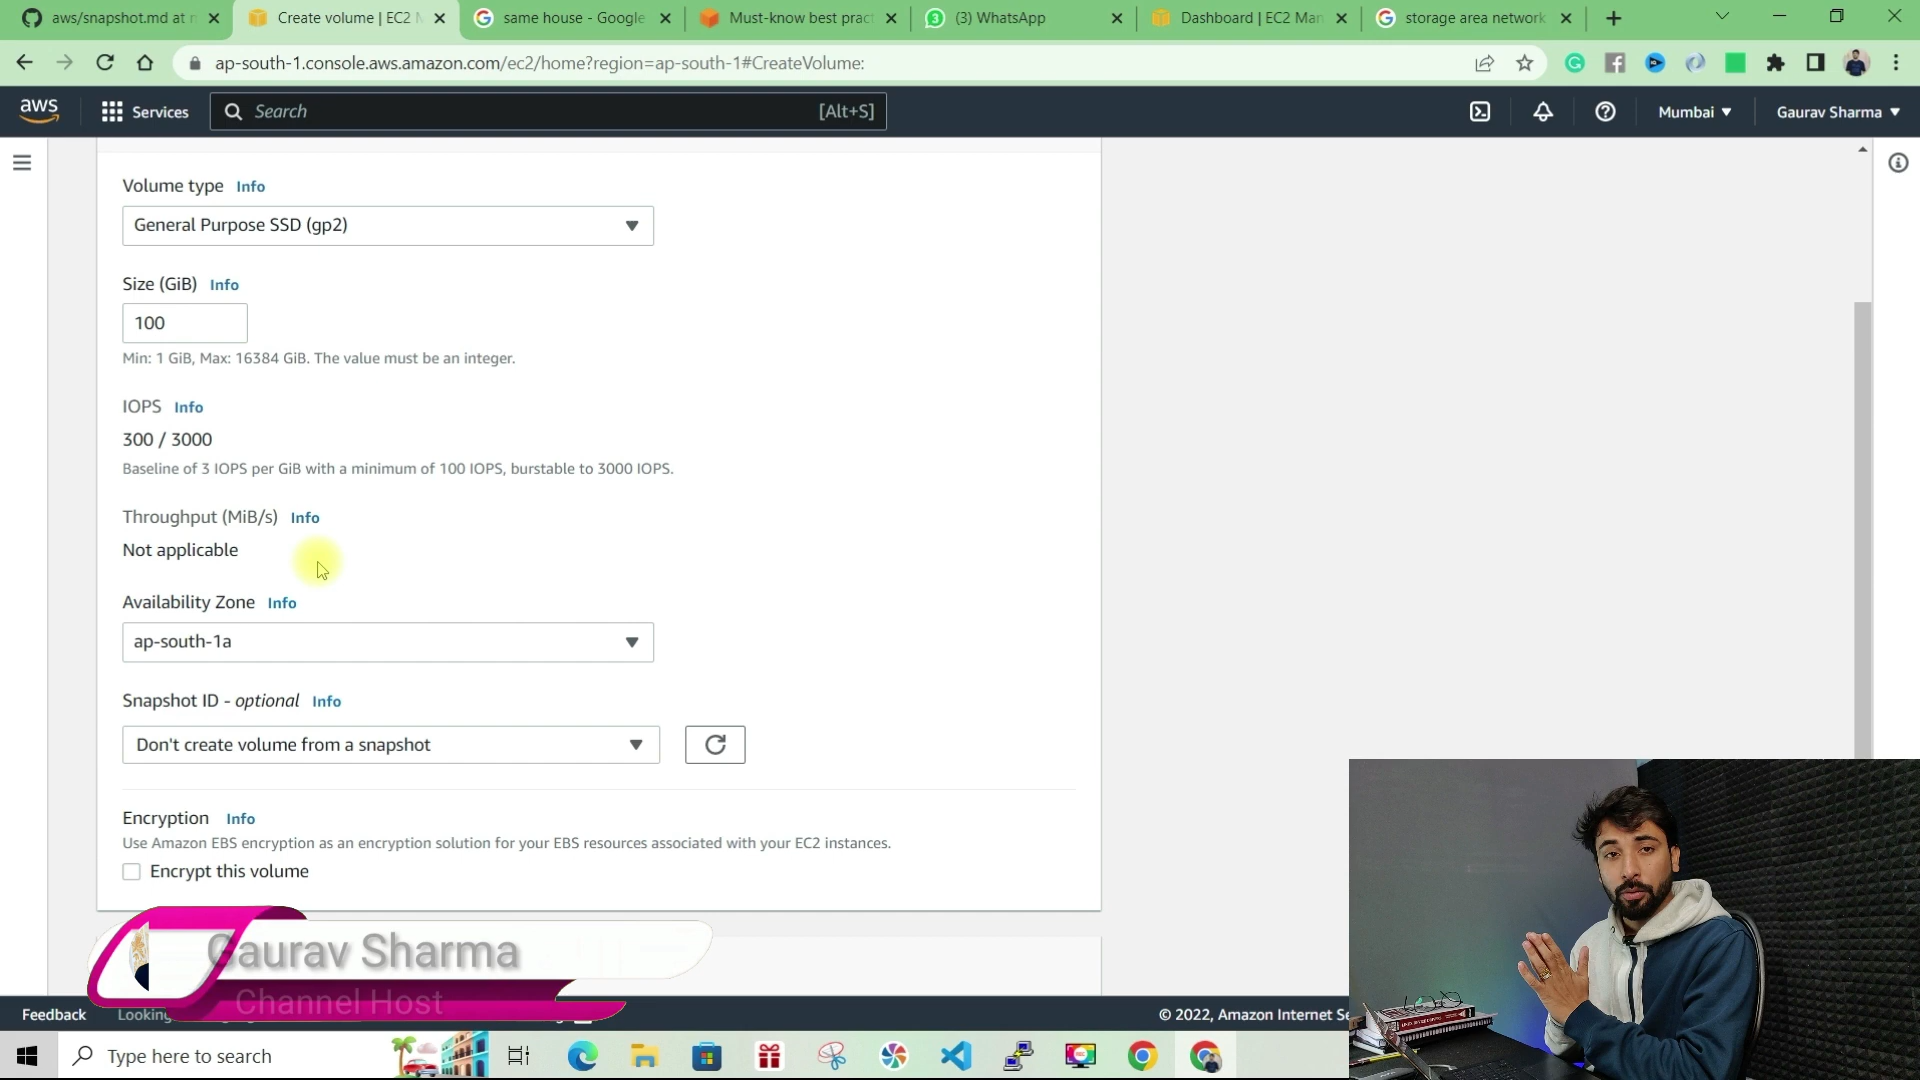 aws/snapshot.md at
Create volume | EC2 M
same house - Google
Must-know best pract
(3) WhatsApp
Dashboard | EC2 Man
storage area network
ap-south-1.console.aws.amazon.com/ec2/home?region=ap-south-1#CreateVolume:
aws
Services
Search
[Alt+S]
Mumbai
Gaurav Sharma
Volume type Info
General Purpose SSD (gp2)
Size (GiB) Info
100
Min: 1 GiB, Max: 16384 GiB. The value must be an integer.
IOPS Info
300 / 3000
Baseline of 3 IOPS per GiB with a minimum of 100 IOPS, burstable to 3000 IOPS.
Throughput (MiB/s) Info
Not applicable
Availability Zone Info
ap-south-1a
Snapshot ID - optional Info
Don't create volume from a snapshot
Encryption Info
Use Amazon EBS encryption as an encryption solution for your EBS resources associated with your EC2 instances.
Encrypt this volume
Gaurav Sharma
Channel Host
Feedback
Looking
© 2022, Amazon Internet Se
Type here to search